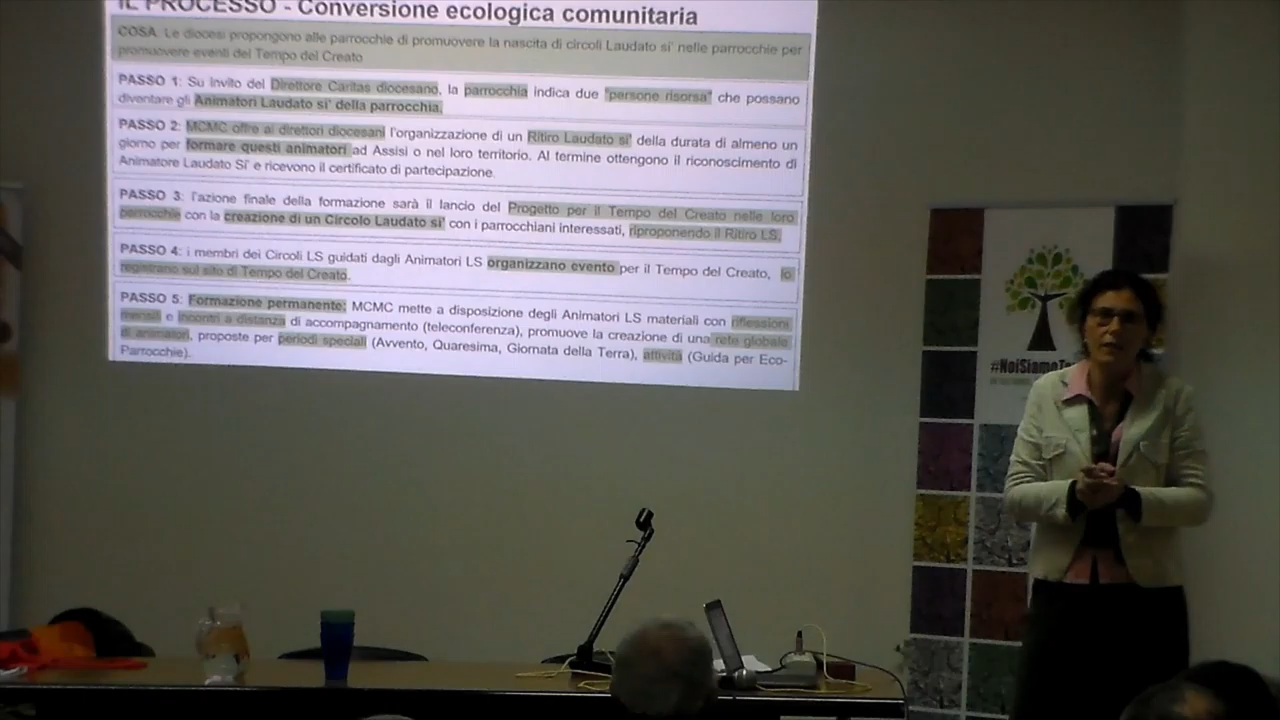 IL PROCESSO - Conversione ecologica comunitaria
COSA: Le diocesi propongono alle parrocchie di promuovere la nascita di circoli Laudato si' nelle parrocchie per
promuovere eventi del Tempo del Creato
PASSO 1: Su invito del Direttore Caritas diocesano, la parrocchia indica due "persone risorsa" che possano
diventare gli Animatori Laudato si' della parrocchia.
PASSO 2: MCMC offre ai direttori diocesani l'organizzazione di un Ritiro Laudato si' della durata di almeno un
giorno per formare questi animatori ad Assisi o nel loro territorio. Al termine ottengono il riconoscimento di
Animatore Laudato Si' e ricevono il certificato di partecipazione.
PASSO 3: l'azione finale della formazione sarà il lancio del Progetto per il Tempo del Creato nelle loro
parrocchie con la creazione di un Circolo Laudato si' con i parrocchiani interessati, riproponendo il Ritiro LS.
PASSO 4: i membri dei Circoli LS guidati dagli Animatori LS organizzano evento per il Tempo del Creato, lo
registrano sul sito di Tempo del Creato.
PASSO 5: Formazione permanente: MCMC mette a disposizione degli Animatori LS materiali con riflessioni
mensili e incontri a distanza di accompagnamento (teleconferenza), promuove la creazione di una rete globale
di animatori, proposte per periodi speciali (Avvento, Quaresima, Giornata della Terra), attività (Guida per Eco-
Parrocchie).
#NoiSiamoTe